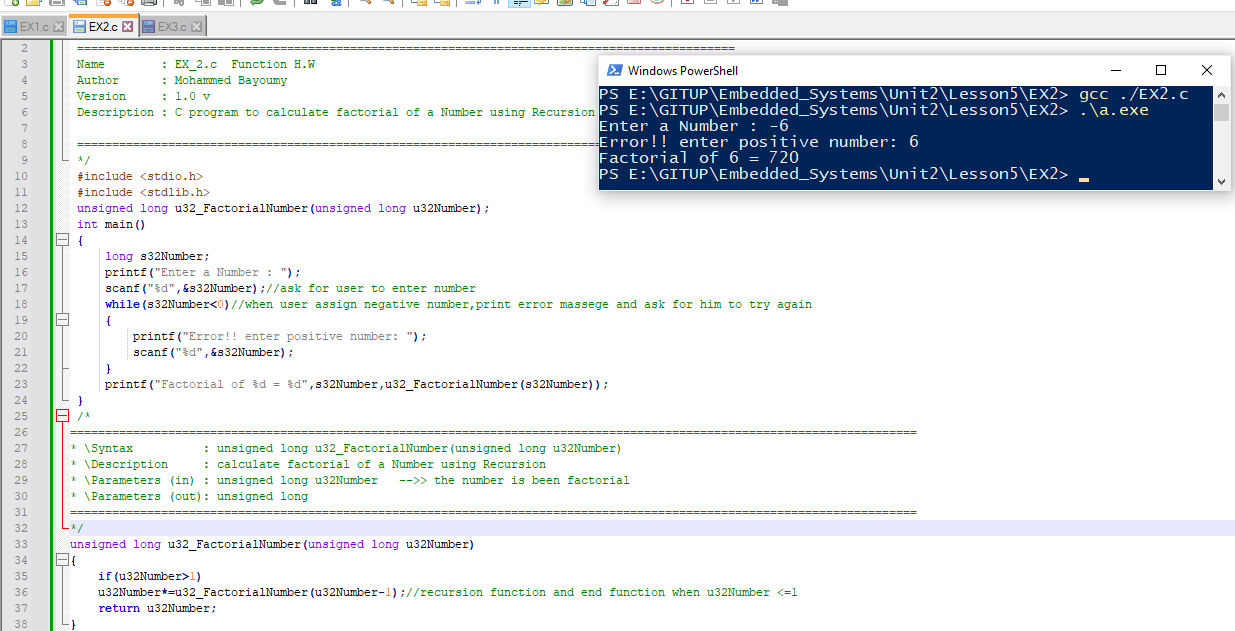 EX1.c EX2.c EX3.c
2 ==============================================================================================
3 Name : EX_2.c Function H.W
4 Author : Mohammed Bayoumy
5 Version : 1.0 v
6 Description : C program to calculate factorial of a Number using Recursion
7
8 ==========================================================================
9 */
10 #include <stdio.h>
11 #include <stdlib.h>
12 unsigned long u32_FactorialNumber(unsigned long u32Number);
13 int main()
14 {
15 long s32Number;
16 printf("Enter a Number : ");
17 scanf("%d",&s32Number);//ask for user to enter number
18 while(s32Number<0)//when user assign negative number,print error massege and ask for him to try again
19 {
20 printf("Error!! enter positive number: ");
21 scanf("%d",&s32Number);
22 }
23 printf("Factorial of %d = %d",s32Number,u32_FactorialNumber(s32Number));
24 }
25 /*
26 =========================================================================================================================
27 * \Syntax : unsigned long u32_FactorialNumber(unsigned long u32Number)
28 * \Description : calculate factorial of a Number using Recursion
29 * \Parameters (in) : unsigned long u32Number -->> the number is been factorial
30 * \Parameters (out): unsigned long
31 =========================================================================================================================
32 */
33 unsigned long u32_FactorialNumber(unsigned long u32Number)
34 {
35 if(u32Number>1)
36 u32Number*=u32_FactorialNumber(u32Number-1);//recursion function and end function when u32Number <=1
37 return u32Number;
38 }
Windows PowerShell
PS E:\GITUP\Embedded_Systems\Unit2\Lesson5\EX2> gcc ./EX2.c
PS E:\GITUP\Embedded_Systems\Unit2\Lesson5\EX2> .\a.exe
Enter a Number : -6
Error!! enter positive number: 6
Factorial of 6 = 720
PS E:\GITUP\Embedded_Systems\Unit2\Lesson5\EX2>